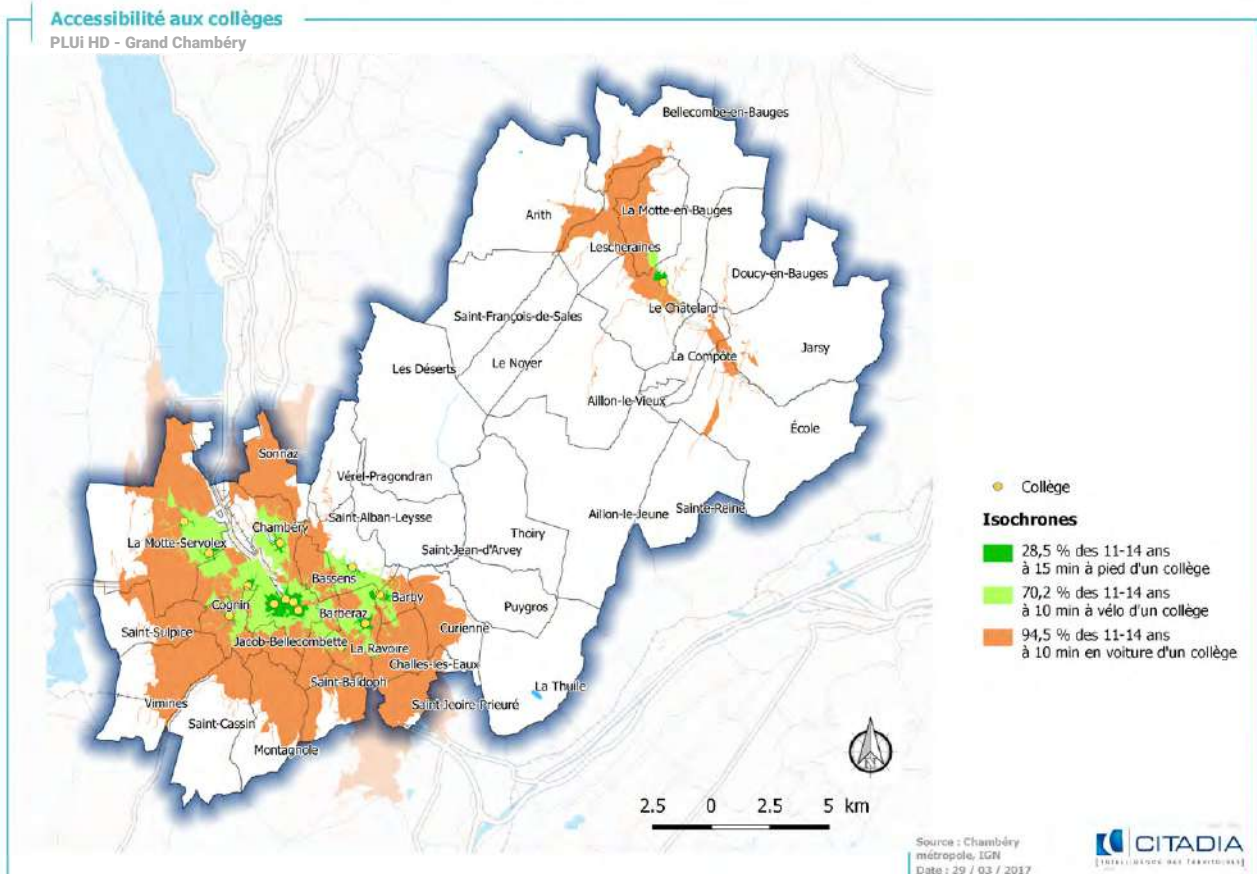 Accessibilité aux collèges
PLUi HD - Grand Chambéry
Bellecombe-en-Bauges
Arith
La Motte-en-Bauges
Lescheraines
Doucy-en-Bauges
Le Châtelard
Saint-François-de-Sales
Jarsy
La Compôte
Les Déserts
Le Noyer
Aillon-le-Vieux
École
Sonnaz
Vérel-Pragondran
Aillon-le-Jeune
Sainte-Reine
Saint-Alban-Leysse
Chambéry
Thoiry
La Motte-Servolex
Saint-Jean-d'Arvey
Bassens
Barby
Cognin
Barberaz
Puygros
Curienne
Saint-Sulpice
Jacob-Bellecombette
La Ravoire
Challes-les-Eaux
Saint-Baldoph
La Thuile
Vimines
Saint-Jeoire-Prieuré
Saint-Cassin
Montagnole
Collège
Isochrones
28,5 % des 11-14 ans
à 15 min à pied d'un collège
70,2 % des 11-14 ans
à 10 min à vélo d'un collège
94,5 % des 11-14 ans
à 10 min en voiture d'un collège
2.5 0 2.5 5 km
Source : Chambéry
métropole, IGN
Date : 29 / 03 / 2017
CITADIA
[INTELLIGENCE DES TERRITOIRES]